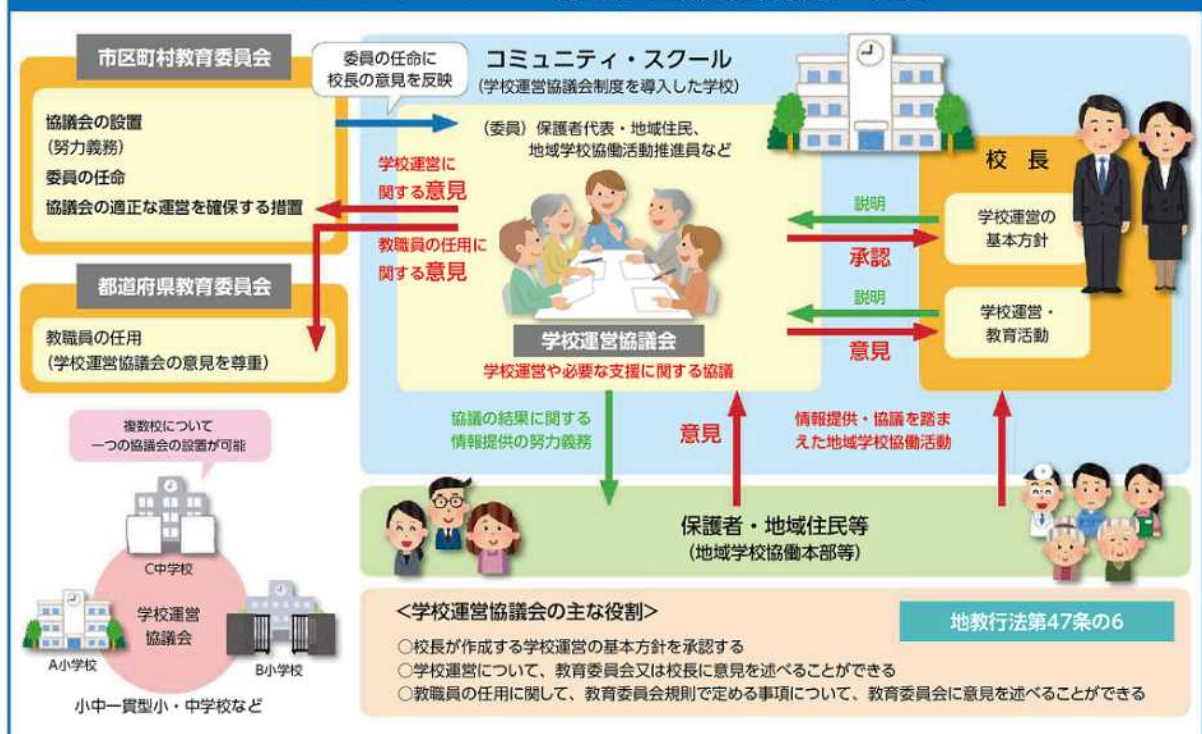 市区町村教育委員会
協議会の設置
(努力義務)
委員の任命
協議会の適正な運営を確保する措置
都道府県教育委員会
教職員の任用
(学校運営協議会の意見を尊重)
委員の任命に
校長の意見を反映
コミュニティ・スクール
(学校運営協議会制度を導入した学校)
(委員) 保護者代表・地域住民、
地域学校協働活動推進員など
学校運営に
関する意見
教職員の任用に
関する意見
学校運営協議会
学校運営や必要な支援に関する協議
校長
説明
承認
学校運営の
基本方針
説明
意見
学校運営・
教育活動
協議の結果に関する
情報提供の努力義務
意見
情報提供・協議を踏ま
えた地域学校協働活動
保護者・地域住民等
(地域学校協働本部等)
複数校について
一つの協議会の設置が可能
C中学校
学校運営
協議会
A小学校
B小学校
小中一貫型小・中学校など
<学校運営協議会の主な役割>
地教行法第47条の6
○校長が作成する学校運営の基本方針を承認する
○学校運営について、教育委員会又は校長に意見を述べることができる
○教職員の任用に関して、教育委員会規則で定める事項について、教育委員会に意見を述べることができる